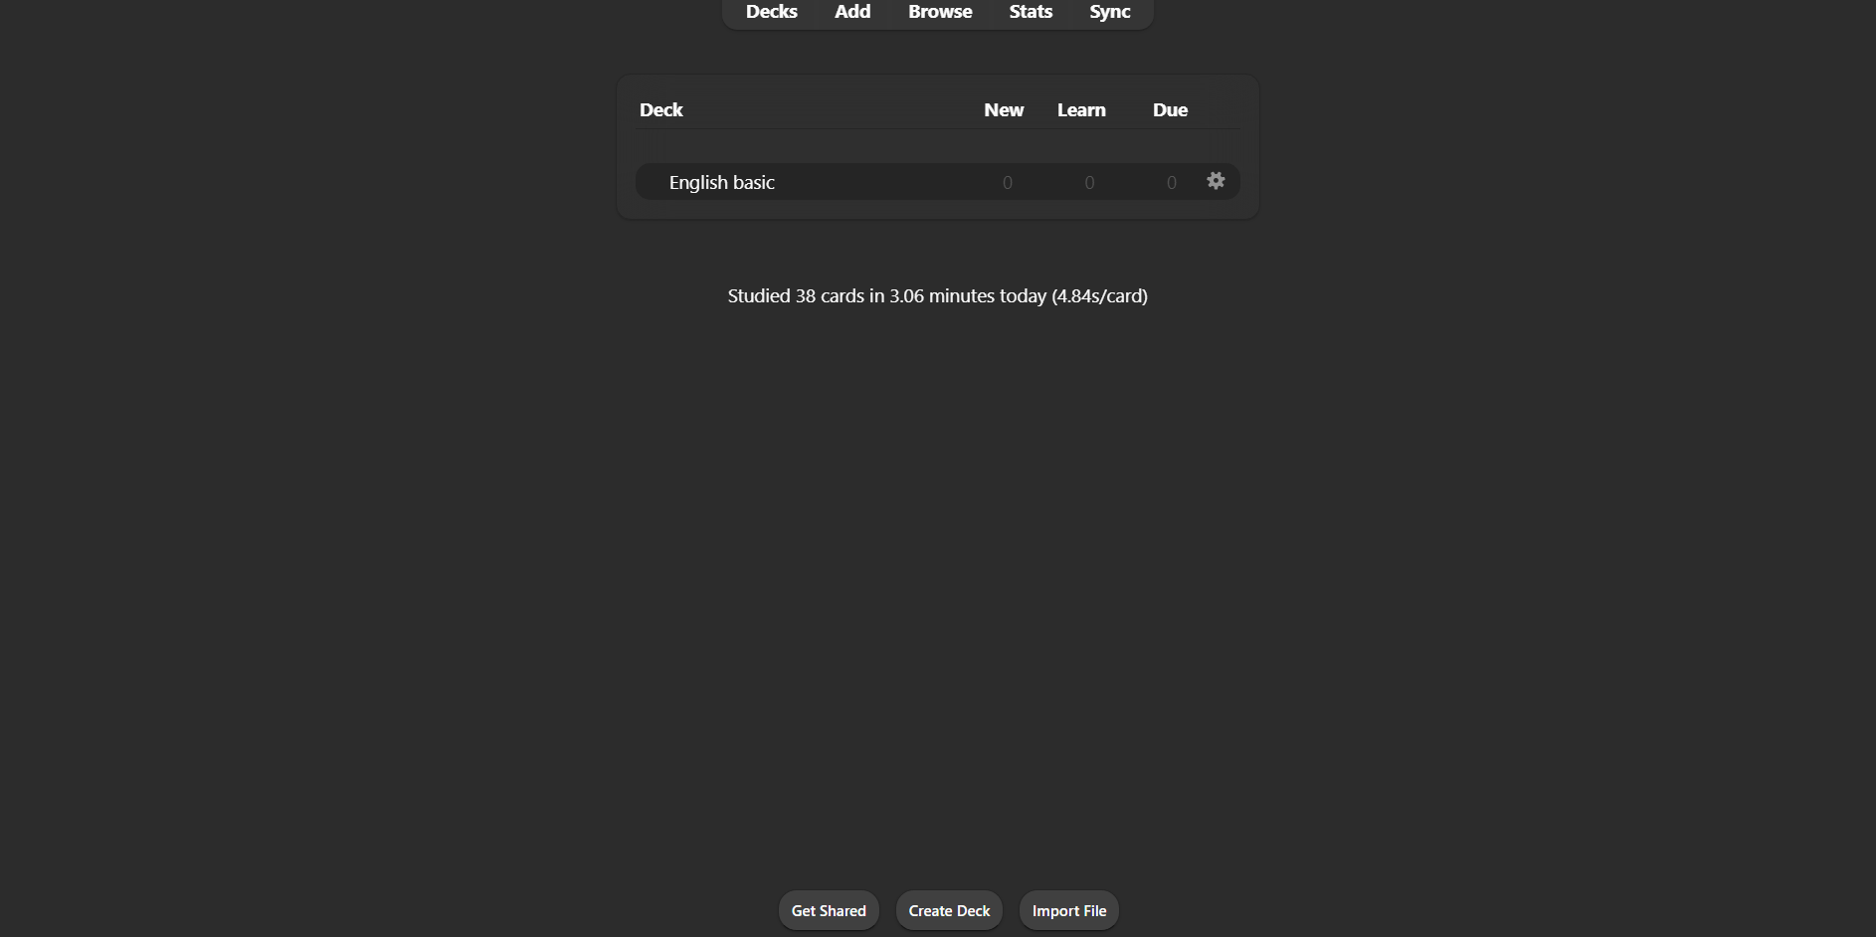 Decks Add Browse Stats Sync
Deck New Learn Due
English basic 0 0 0
Studied 38 cards in 3.06 minutes today (4.84s/card)
Get Shared Create Deck Import File